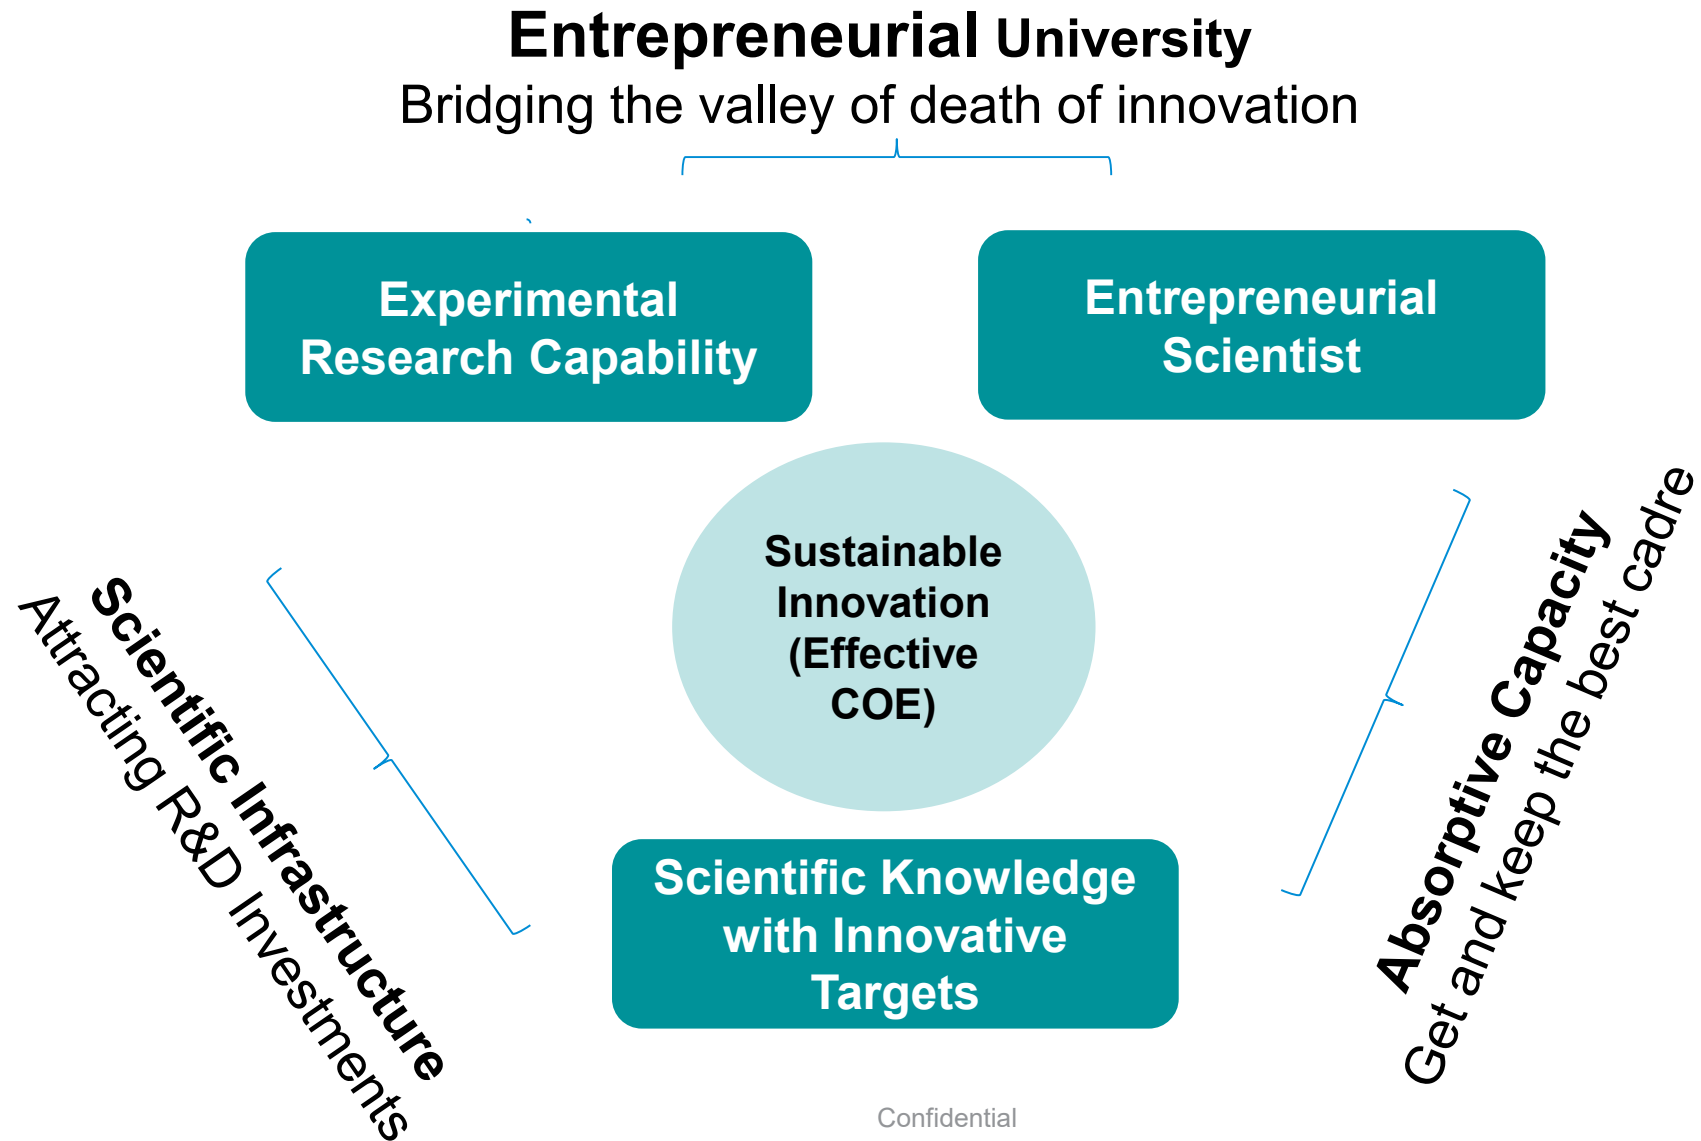 Entrepreneurial University
Bridging the valley of death of innovation
Experimental
Research Capability
Entrepreneurial
Scientist
Sustainable
Innovation
(Effective
COE)
Scientific Infrastructure
Attracting R&D Investments
Absorptive Capacity
Get and keep the best cadre
Scientific Knowledge
with Innovative
Targets
Confidential